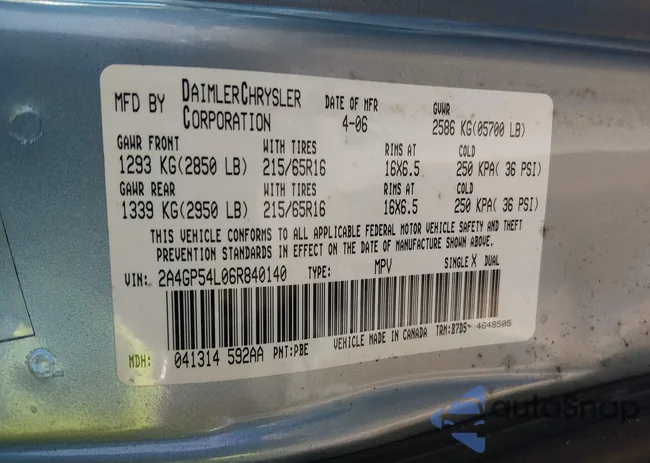 MFD BY DAIMLERCHRYSLER CORPORATION DATE OF MFR 4-06 GVWR 2586 KG(05700 LB)
GAWR FRONT WITH TIRES RIMS AT COLD
1293 KG(2850 LB) 215/65R16 16X6.5 250 KPA( 36 PSI)
GAWR REAR WITH TIRES RIMS AT COLD
1339 KG(2950 LB) 215/65R16 16X6.5 250 KPA( 36 PSI)
THIS VEHICLE CONFORMS TO ALL APPLICABLE FEDERAL MOTOR VEHICLE SAFETY AND THEFT
PREVENTION STANDARDS IN EFFECT ON THE DATE OF MANUFACTURE SHOWN ABOVE.
VIN: 2A4GP54L06R840140 TYPE: MPV SINGLE X DUAL
VEHICLE MADE IN CANADA TRM:B7D5- 4648505
MDH: 041314 592AA PNT:PBE
autoSnap